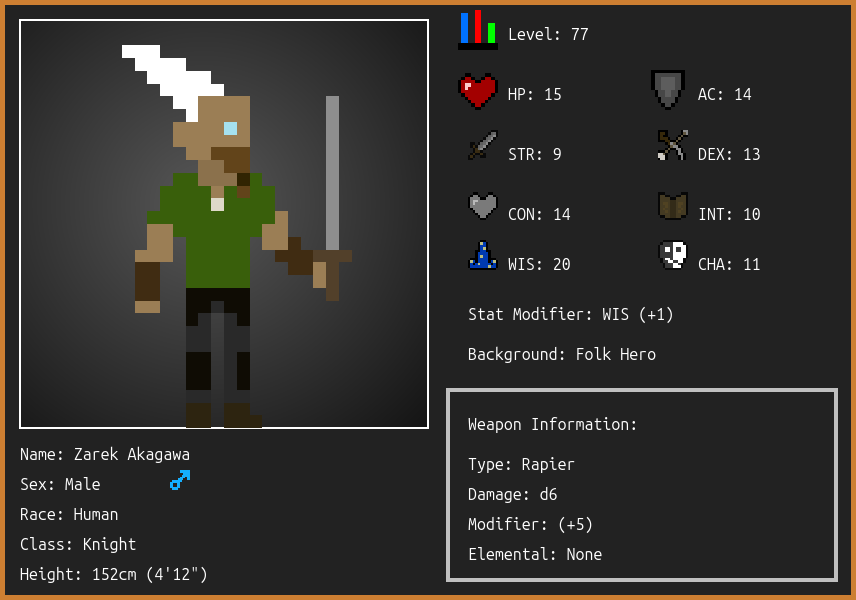 Level: 77
HP: 15
AC: 14
STR: 9
DEX: 13
CON: 14
INT: 10
WIS: 20
CHA: 11
Stat Modifier: WIS (+1)
Background: Folk Hero
Weapon Information:
Type: Rapier
Damage: d6
Modifier: (+5)
Elemental: None
Name: Zarek Akagawa
Sex: Male
Race: Human
Class: Knight
Height: 152cm (4'12")